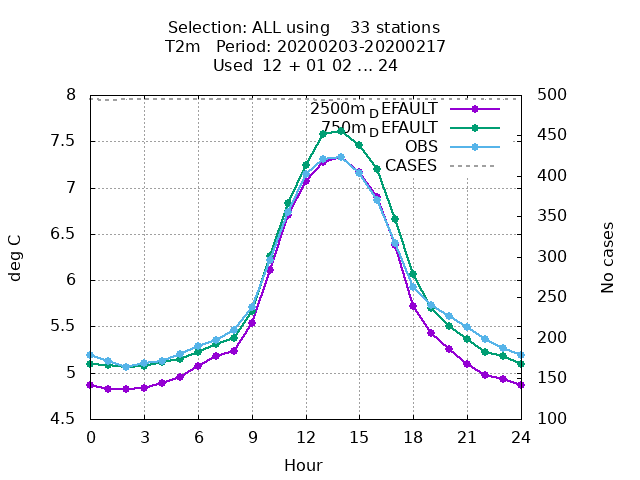 Selection: ALL using 33 stations
T2m Period: 20200203-20200217
Used 12 + 01 02 ... 24
8 500
2500m_DEFAULT
750m_DEFAULT
7.5 450
OBS
CASES
400
7
350
6.5
300
6
250
5.5 200
5 150
4.5 100
deg C
No cases
0 3 6 9 12 15 18 21 24
Hour